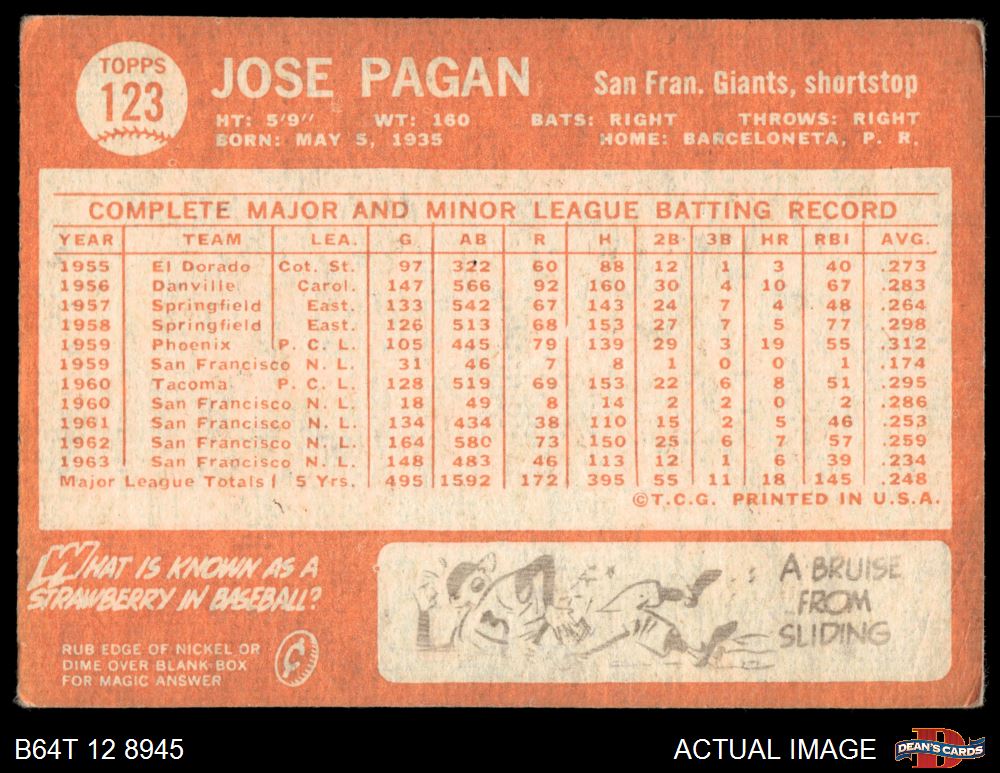 TOPPS
123
JOSE PAGAN
San Fran. Giants, shortstop
HT: 5'9" WT: 160 BATS: RIGHT THROWS: RIGHT
BORN: MAY 5, 1935 HOME: BARCELONETA, P. R.
COMPLETE MAJOR AND MINOR LEAGUE BATTING RECORD
YEAR TEAM LEA. G AB R H 2B 3B HR RBI AVG.
1955 El Dorado Cot. St. 97 322 60 88 12 1 3 40 .273
1956 Danville Carol. 147 566 92 160 30 4 10 67 .283
1957 Springfield East. 133 542 67 143 24 7 4 48 .264
1958 Springfield East. 126 513 68 153 27 7 5 77 .298
1959 Phoenix P. C. L. 105 445 79 139 29 3 19 55 .312
1959 San Francisco N. L. 31 46 7 8 1 0 0 1 .174
1960 Tacoma P. C. L. 128 519 69 153 22 6 8 51 .295
1960 San Francisco N. L. 18 49 8 14 2 2 0 2 .286
1961 San Francisco N. L. 134 434 38 110 15 2 5 46 .253
1962 San Francisco N. L. 164 580 73 150 25 6 7 57 .259
1963 San Francisco N. L. 148 483 46 113 12 1 6 39 .234
Major League Totals 5 Yrs. 495 1592 172 395 55 11 18 145 .248
©T.C.G. PRINTED IN U.S.A.
WHAT IS KNOWN AS A
STRAWBERRY IN BASEBALL?
RUB EDGE OF NICKEL OR
DIME OVER BLANK BOX
FOR MAGIC ANSWER
A BRUISE
FROM
SLIDING
B64T 12 8945
ACTUAL IMAGE
DEAN'S CARDS